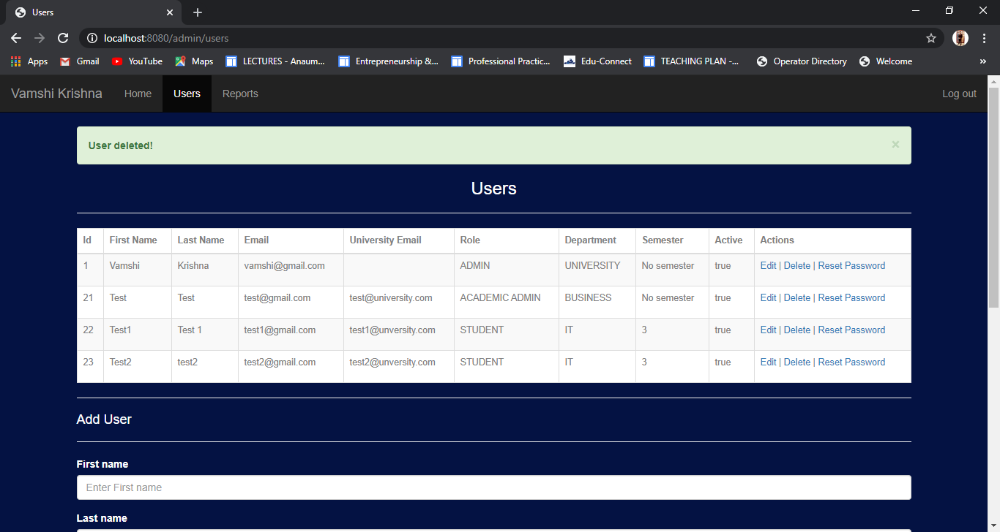 Users
localhost:8080/admin/users
Apps Gmail YouTube Maps LECTURES - Anaum... Entrepreneurship &... Professional Practic... Edu-Connect TEACHING PLAN -... Operator Directory Welcome »
Vamshi Krishna Home Users Reports Log out
User deleted! ×
Users
Id First Name Last Name Email University Email Role Department Semester Active Actions
1 Vamshi Krishna vamshi@gmail.com ADMIN UNIVERSITY No semester true Edit | Delete | Reset Password
21 Test Test test@gmail.com test@university.com ACADEMIC ADMIN BUSINESS No semester true Edit | Delete | Reset Password
22 Test1 Test 1 test1@gmail.com test1@unversity.com STUDENT IT 3 true Edit | Delete | Reset Password
23 Test2 test2 test2@gmail.com test2@unversity.com STUDENT IT 3 true Edit | Delete | Reset Password
Add User
First name
Enter First name
Last name